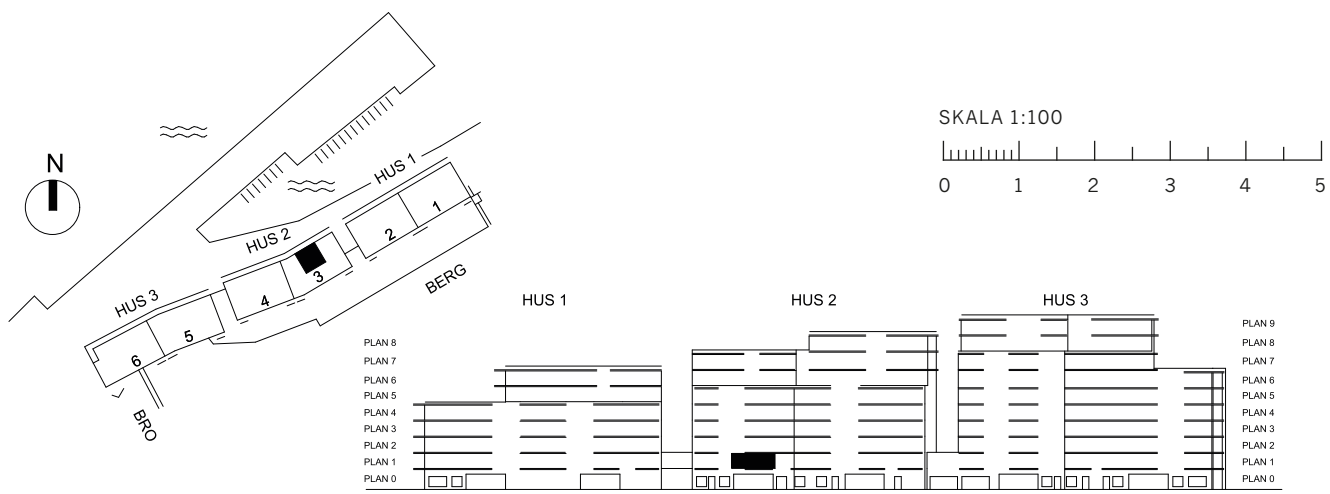 N
HUS 1
HUS 2
HUS 3
1
2
3
4
5
6
BERG
BRO
SKALA 1:100
0 1 2 3 4 5
HUS 1 HUS 2 HUS 3
PLAN 8
PLAN 7
PLAN 6
PLAN 5
PLAN 4
PLAN 3
PLAN 2
PLAN 1
PLAN 0
PLAN 9
PLAN 8
PLAN 7
PLAN 6
PLAN 5
PLAN 4
PLAN 3
PLAN 2
PLAN 1
PLAN 0